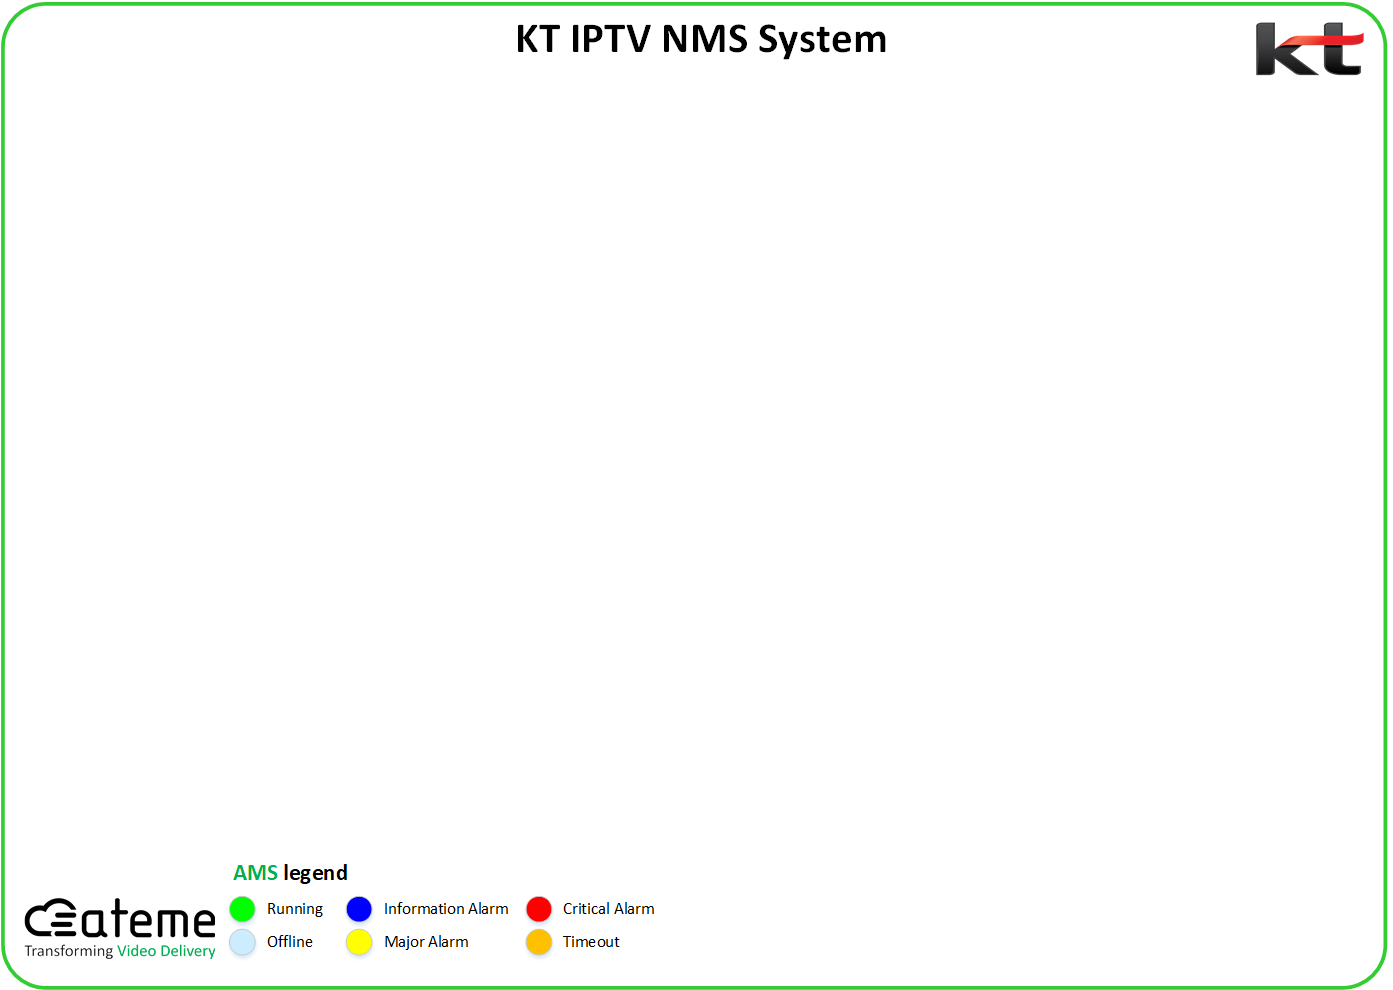 KT IPTV NMS System
kt
AMS legend
Running
Information Alarm
Critical Alarm
Offline
Major Alarm
Timeout
ateme
Transforming Video Delivery